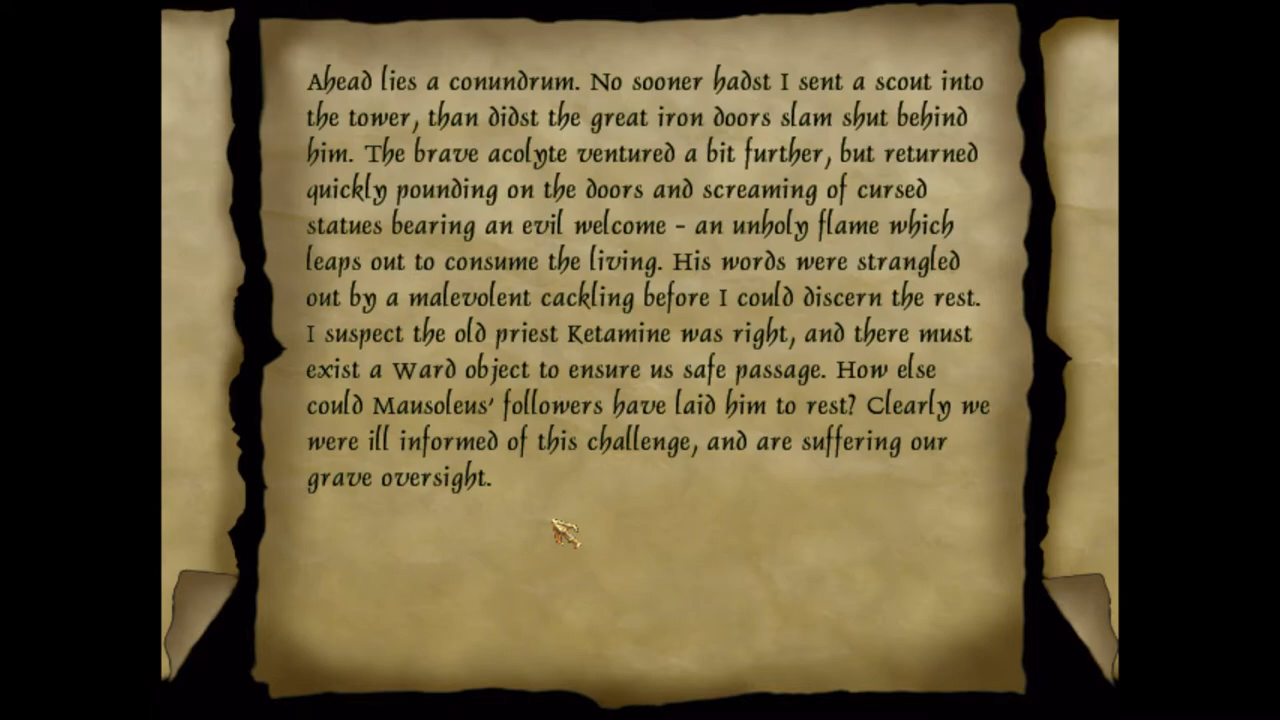 Ahead lies a conundrum. No sooner hadst I sent a scout into
the tower, than didst the great iron doors slam shut behind
him. The brave acolyte ventured a bit further, but returned
quickly pounding on the doors and screaming of cursed
statues bearing an evil welcome - an unholy flame which
leaps out to consume the living. His words were strangled
out by a malevolent cackling before I could discern the rest.
I suspect the old priest Ketamine was right, and there must
exist a Ward object to ensure us safe passage. How else
could Mausoleus' followers have laid him to rest? Clearly we
were ill informed of this challenge, and are suffering our
grave oversight.